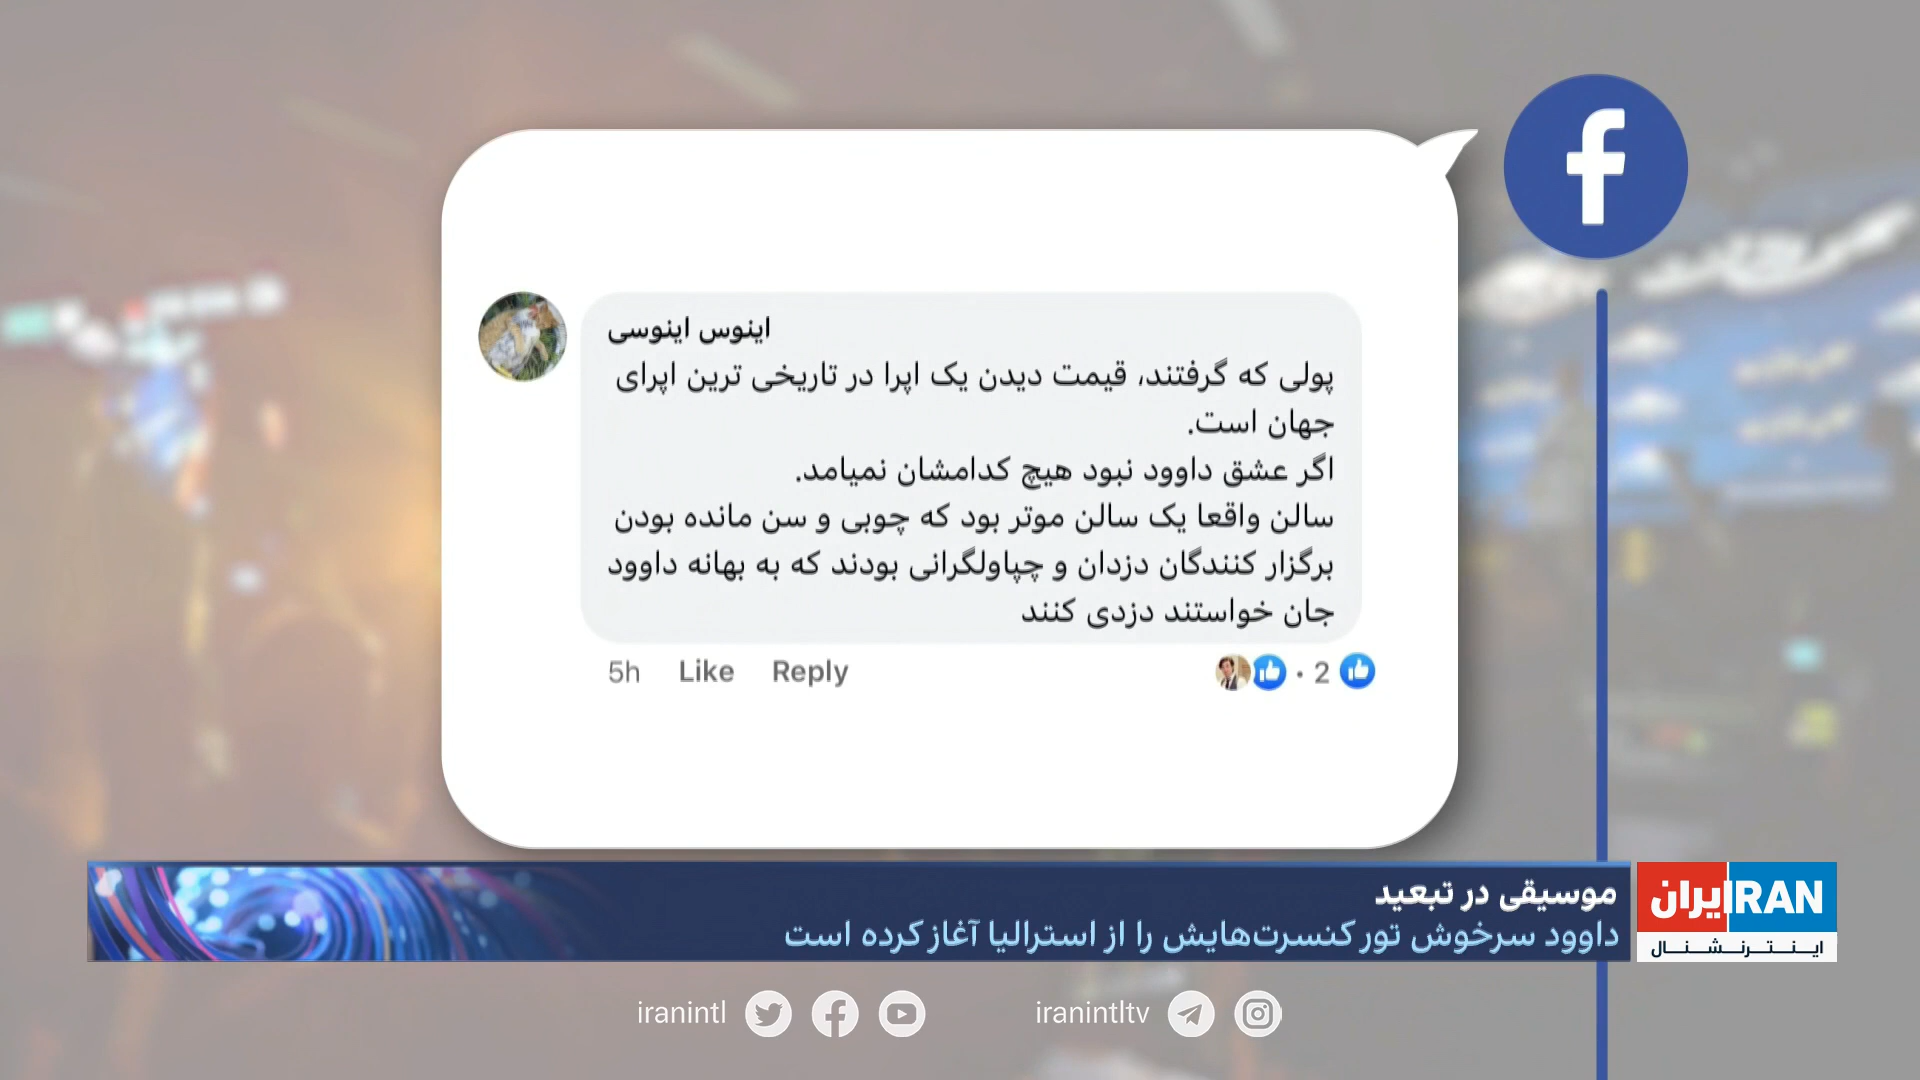 اینوس اینوسی
پولی که گرفتند، قیمت دیدن یک اپرا در تاریخی ترین اپرای
جهان است.
اگر عشق داوود نبود هیچ کدامشان نمیامد.
سالن واقعا یک سالن موتر بود که چوبی و سن مانده بودن
برگزار کنندگان دزدان و چپاولگرانی بودند که به بهانه داوود
جان خواستند دزدی کنند
5h Like Reply
· 2
موسیقی در تبعید
داوود سرخوش تور کنسرت‌هایش را از استرالیا آغاز کرده است
ایران IRAN
اینترنشنال
iranintl
iranintltv